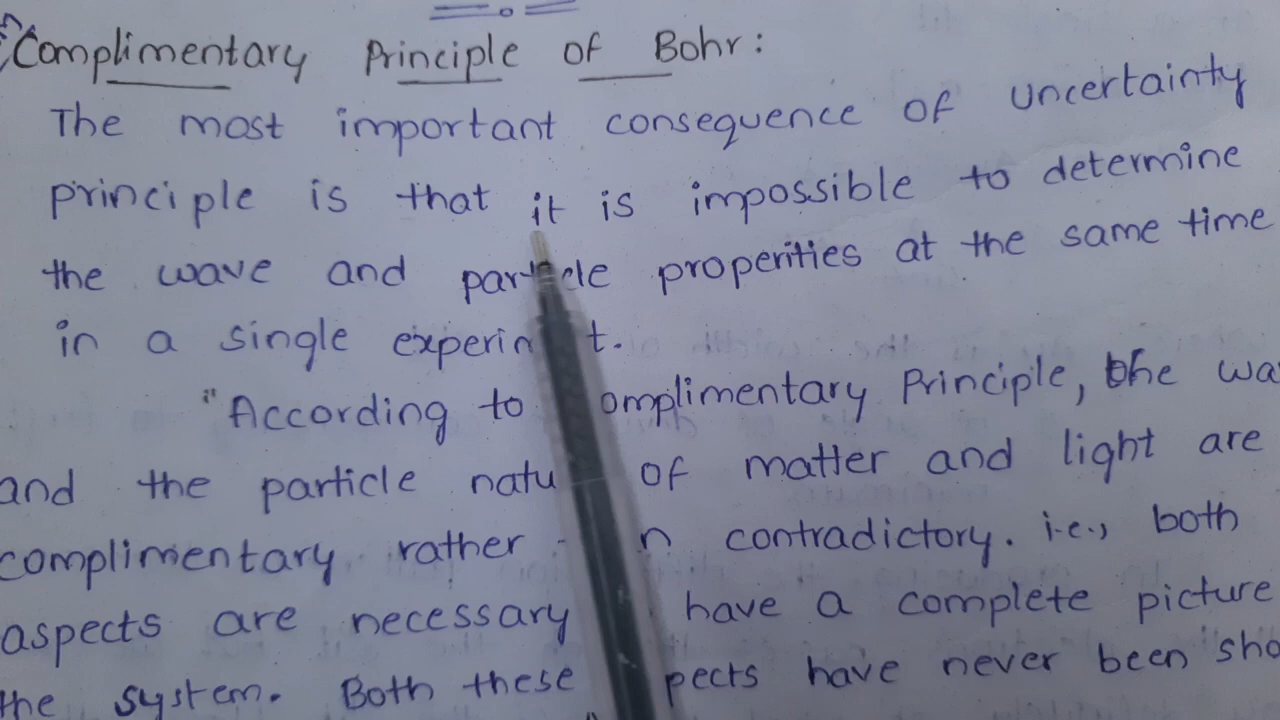 Complimentary Principle of Bohr:
The most important consequence of uncertainty
principle is that it is impossible to determine
the wave and particle properities at the same time
in a single
"According to Principle, the
and the particle of matter and light are
complimentary rather contradictory. i.e., both
aspects are necessary have a complete picture
the system. Both these have never been